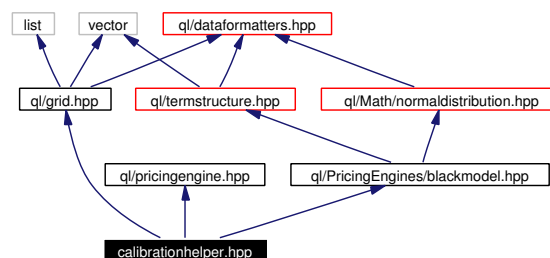 list
vector
ql/dataformatters.hpp
ql/grid.hpp
ql/termstructure.hpp
ql/Math/normaldistribution.hpp
ql/pricingengine.hpp
ql/PricingEngines/blackmodel.hpp
calibrationhelper.hpp